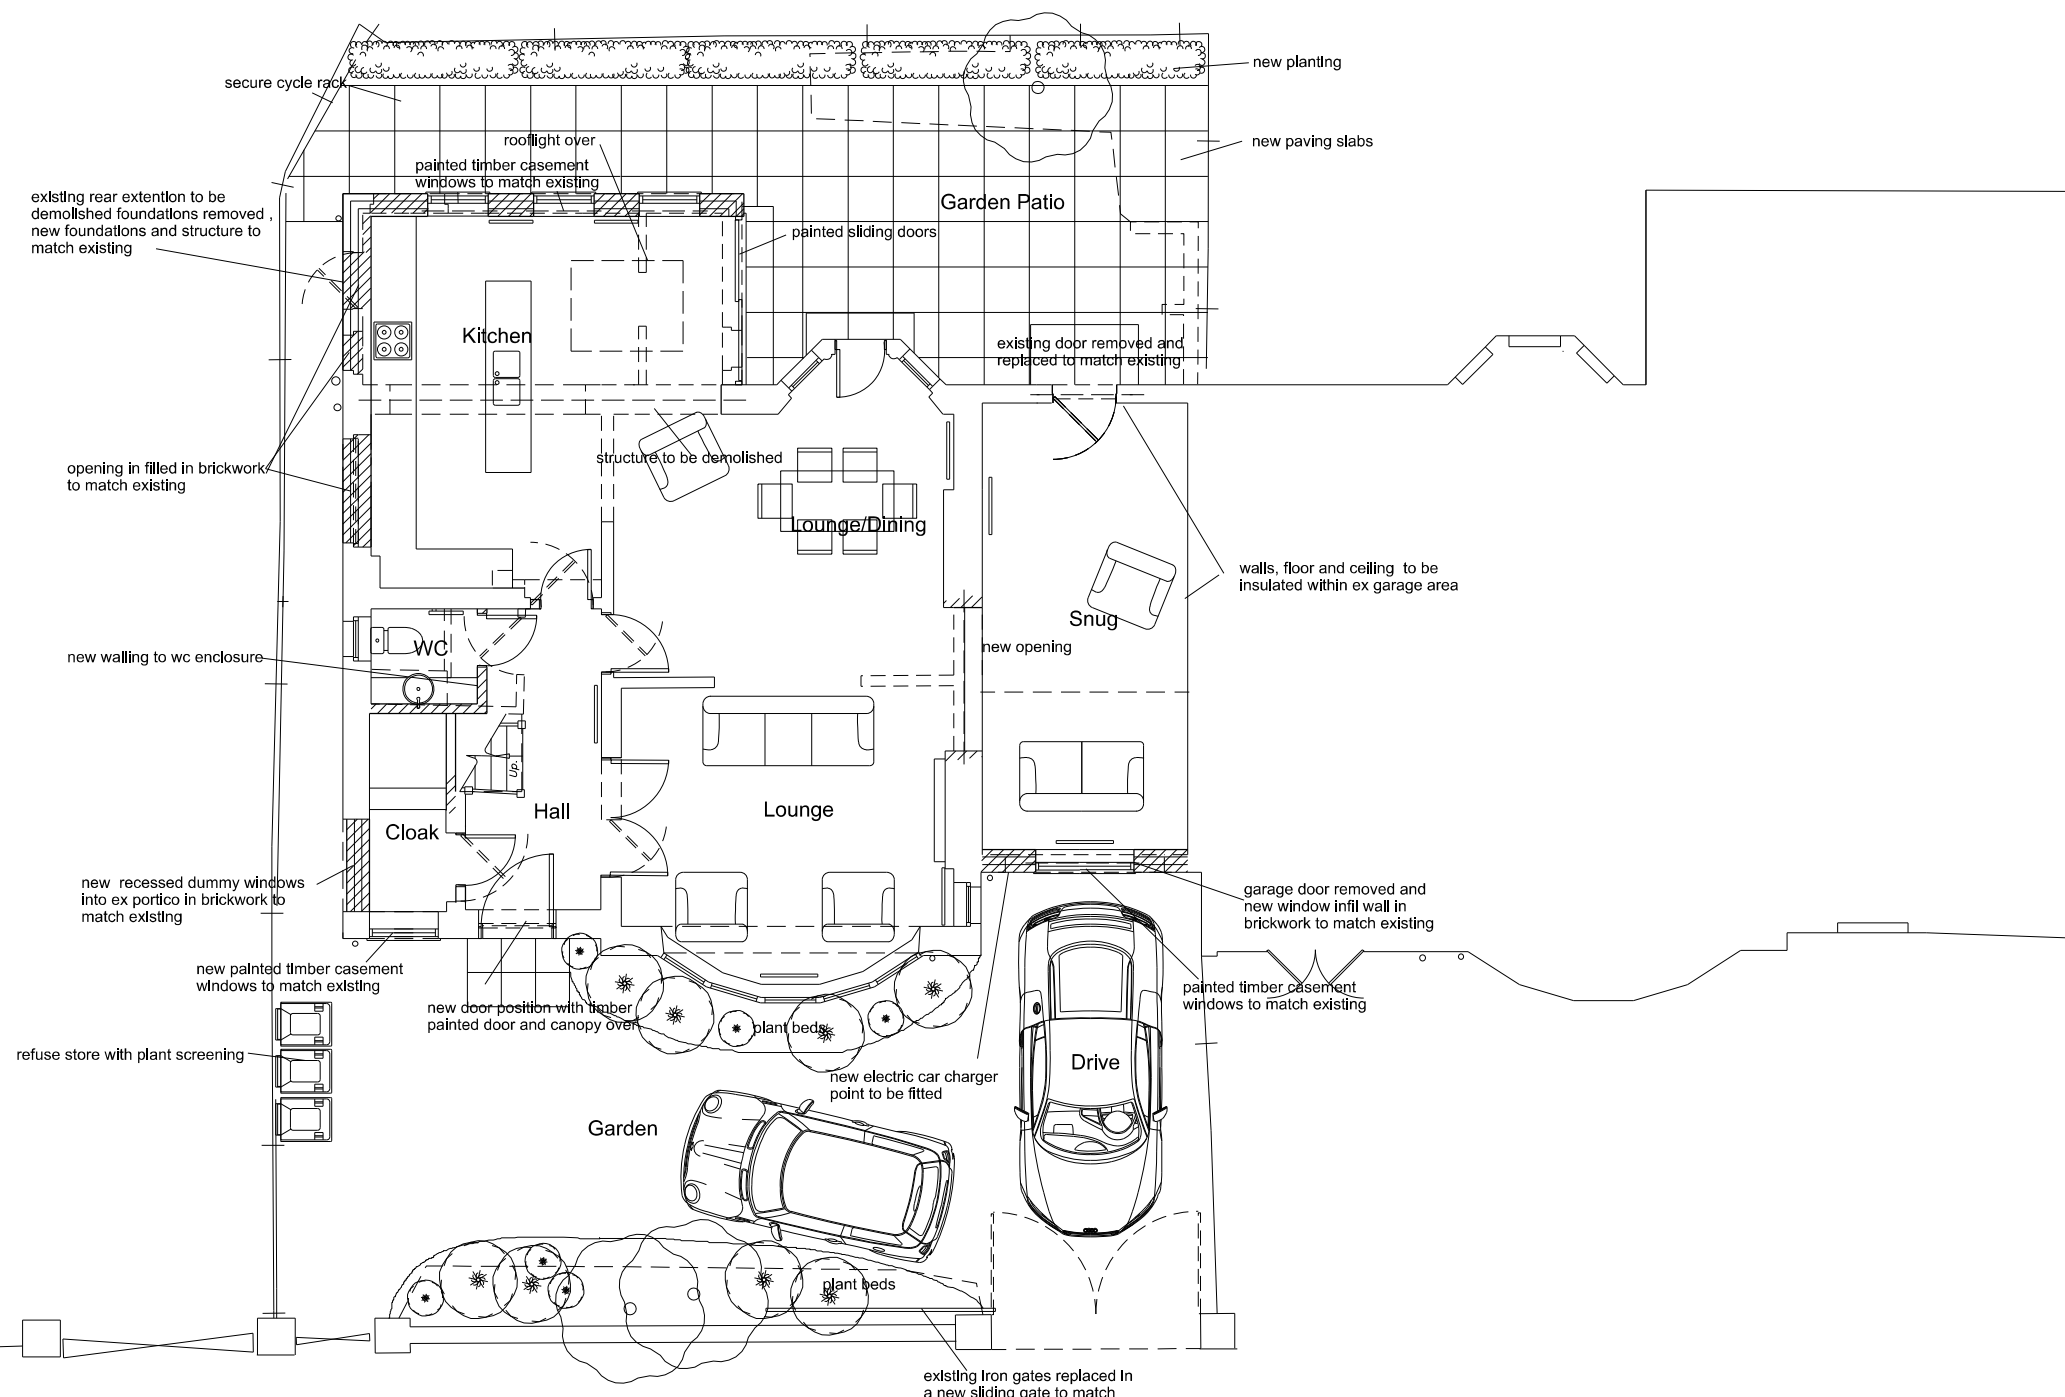 new planting
secure cycle rack
rooflight over
new paving slabs
painted timber casement
windows to match existing
existing rear extention to be
demolished foundations removed ,
new foundations and structure to
match existing
Garden Patio
painted sliding doors
Kitchen
existing door removed and
replaced to match existing
structure to be demolished
opening in filled in brickwork
to match existing
Lounge/Dining
walls, floor and ceiling to be
insulated within ex garage area
Snug
WC
new opening
new walling to wc enclosure
Up.
Hall
Lounge
Cloak
new recessed dummy windows
into ex portico in brickwork to
match existing
garage door removed and
new window infil wall in
brickwork to match existing
new painted timber casement
windows to match existing
painted timber casement
windows to match existing
new door position with timber
painted door and canopy over
plant beds
refuse store with plant screening
Drive
new electric car charger
point to be fitted
Garden
plant beds
existing iron gates replaced in
a new sliding gate to match